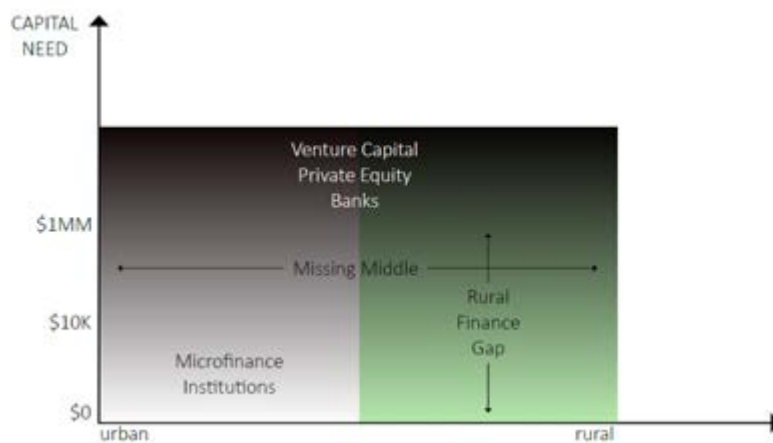 CAPITAL
NEED
Venture Capital
Private Equity
Banks
$1MM
Missing Middle
$10K
Rural
Finance
Gap
Microfinance
Institutions
$0
urban
rural